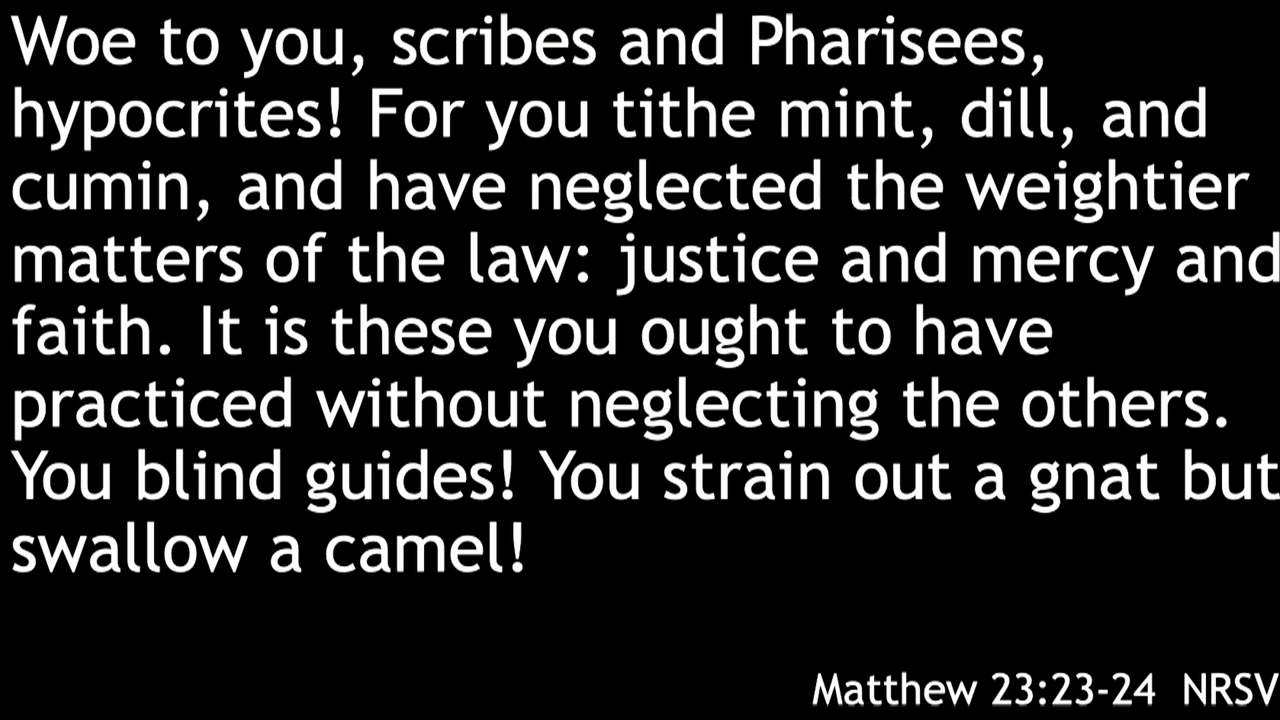 Woe to you, scribes and Pharisees,
hypocrites! For you tithe mint, dill, and
cumin, and have neglected the weightier
matters of the law: justice and mercy and
faith. It is these you ought to have
practiced without neglecting the others.
You blind guides! You strain out a gnat but
swallow a camel!
Matthew 23:23-24 NRSV